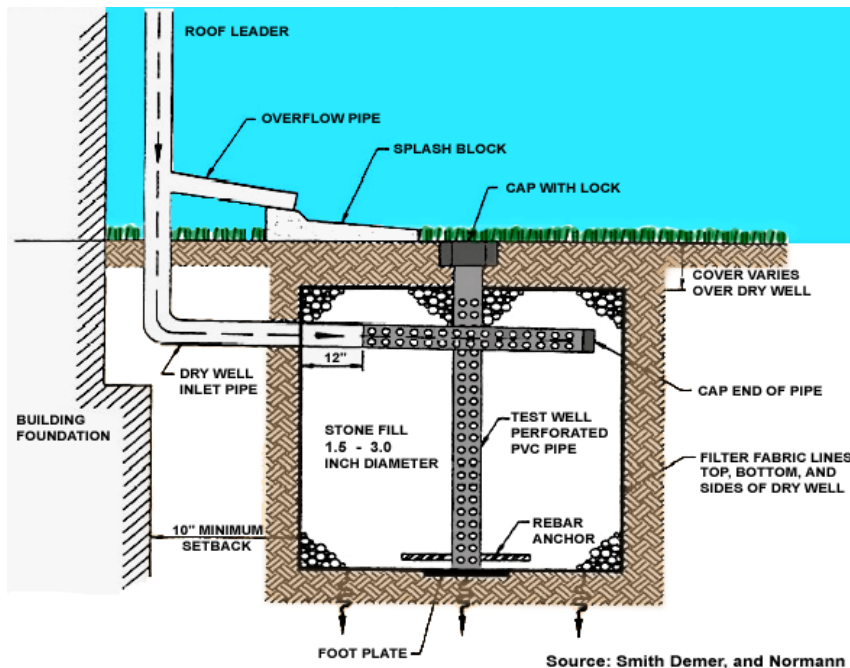 ROOF LEADER
OVERFLOW PIPE
SPLASH BLOCK
CAP WITH LOCK
COVER VARIES
OVER DRY WELL
12"
DRY WELL
INLET PIPE
CAP END OF PIPE
BUILDING
FOUNDATION
STONE FILL
1.5 - 3.0
INCH DIAMETER
TEST WELL
PERFORATED
PVC PIPE
FILTER FABRIC LINES
TOP, BOTTOM, AND
SIDES OF DRY WELL
10" MINIMUM
SETBACK
REBAR
ANCHOR
FOOT PLATE
Source: Smith Demer, and Normann